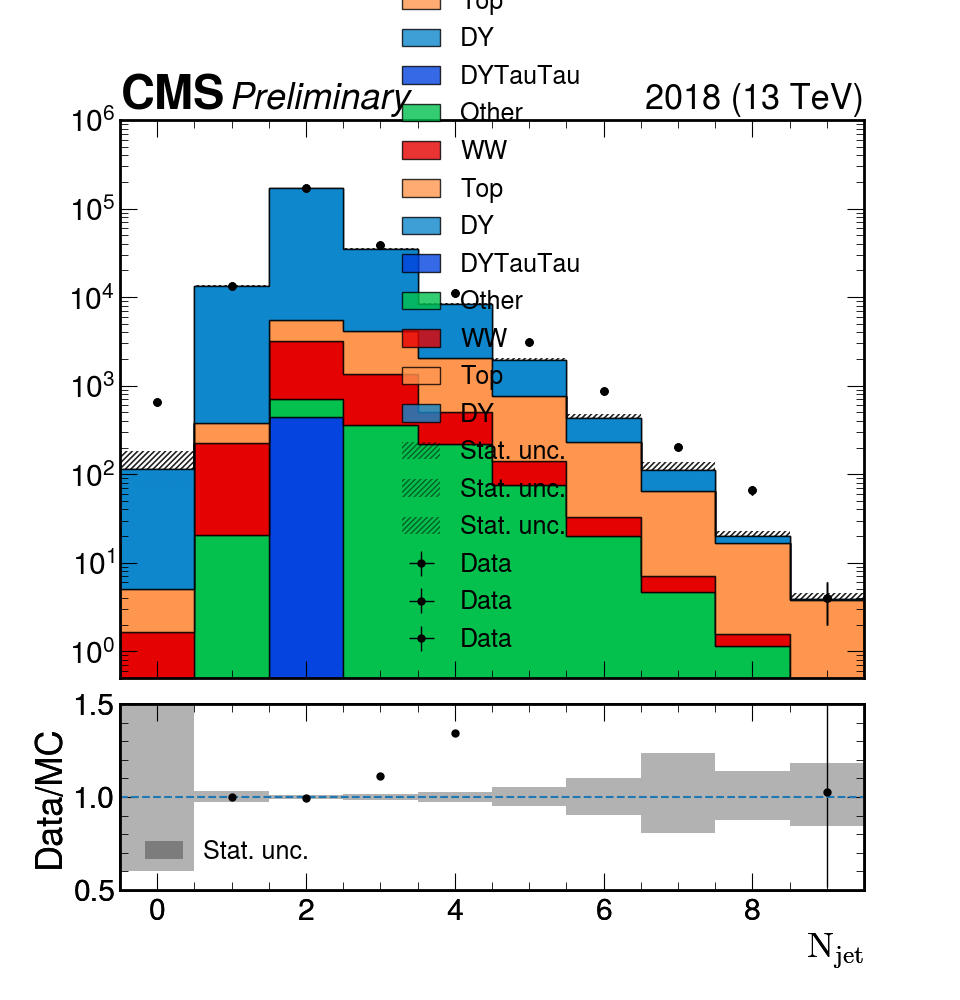 Top
DY
DYTauTau
CMS Preliminary 2018 (13 TeV)
Other
WW
Top
DY
DYTauTau
Other
WW
Top
DY
Stat. unc.
Stat. unc.
Stat. unc.
Data
Data
Data
10^6
10^5
10^4
10^3
10^2
10^1
10^0
1.5
1.0
0.5
Data/MC
Stat. unc.
0 2 4 6 8
N_jet